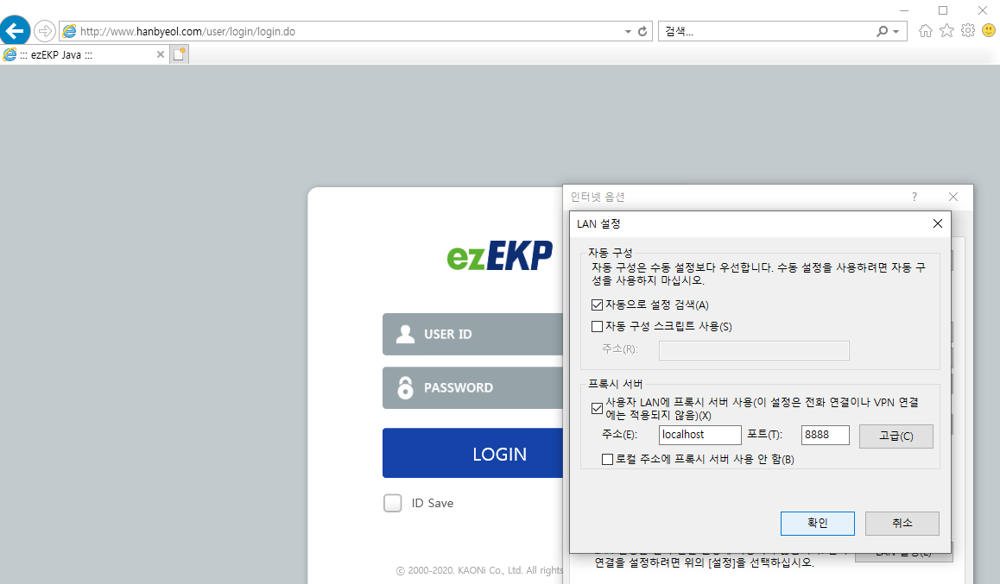 http://www.hanbyeol.com/user/login/login.do
검색...
::: ezEKP Java :::
ezEKP
USER ID
PASSWORD
LOGIN
ID Save
© 2000-2020. KAONi Co., Ltd. All rights
인터넷 옵션
?
LAN 설정
자동 구성
자동 구성은 수동 설정보다 우선합니다. 수동 설정을 사용하려면 자동 구
성을 사용하지 마십시오.
자동으로 설정 검색(A)
자동 구성 스크립트 사용(S)
주소(R):
프록시 서버
사용자 LAN에 프록시 서버 사용(이 설정은 전화 연결이나 VPN 연결
에는 적용되지 않음)(X)
주소(E): localhost 포트(T): 8888 고급(C)
로컬 주소에 프록시 서버 사용 안 함(B)
확인 취소
연결을 설정하려면 위의 [설정]을 선택하십시오.